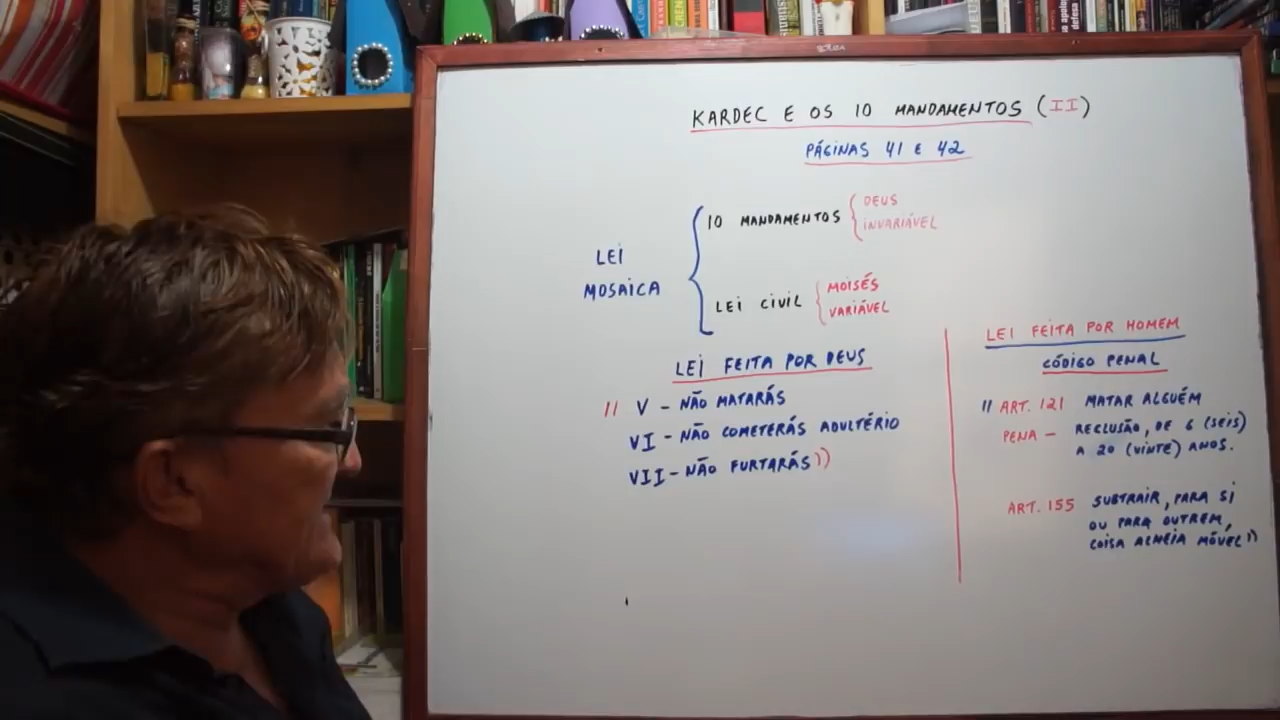 KARDEC E OS 10 MANDAMENTOS (II)
PÁGINAS 41 E 42
LEI
MOSAICA
10 MANDAMENTOS
DEUS
INVARIÁVEL
LEI CIVIL
MOISÉS
VARIÁVEL
LEI FEITA POR DEUS
" V - NÃO MATARÁS
VI - NÃO COMETERÁS ADULTÉRIO
VII - NÃO FURTARÁS"
LEI FEITA POR HOMEM
CÓDIGO PENAL
" ART. 121 MATAR ALGUÉM
PENA - RECLUSÃO, DE 6 (SEIS)
A 20 (VINTE) ANOS.
ART. 155 SUBTRAIR, PARA SI
OU PARA OUTREM,
COISA ALHEIA MÓVEL"